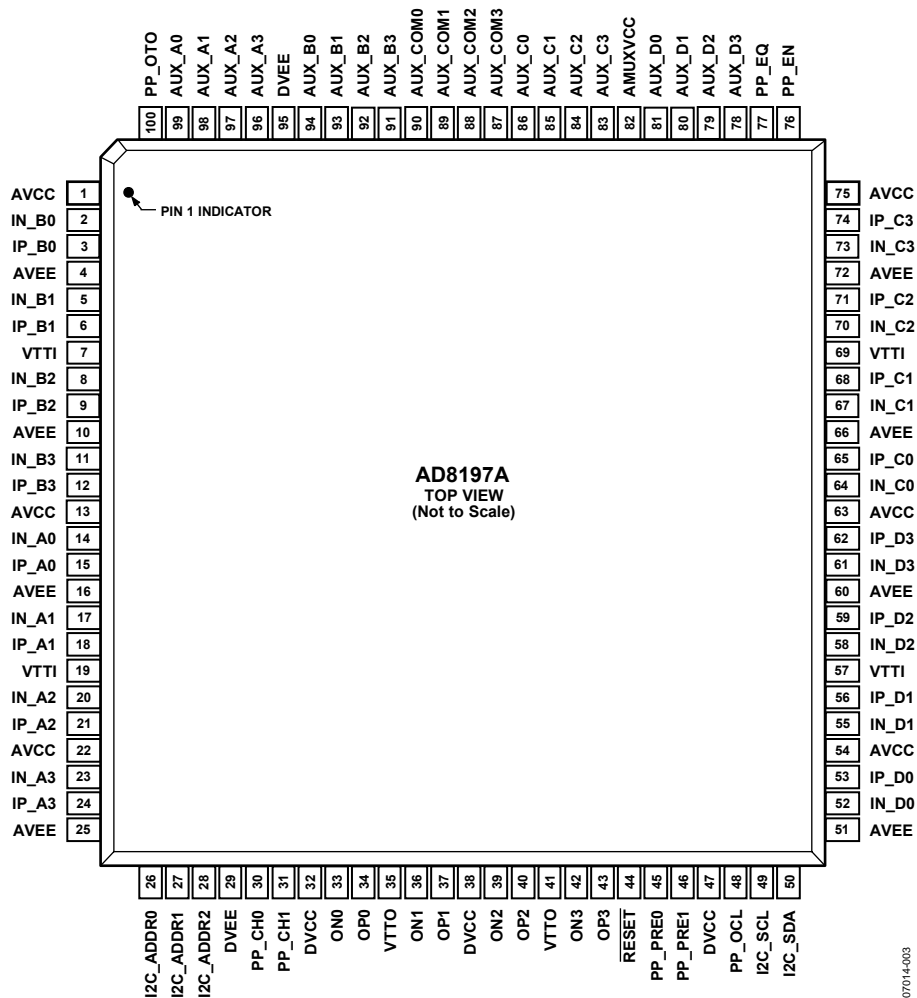 PP_OTO
AUX_A0
AUX_A1
AUX_A2
AUX_A3
DVEE
AUX_B0
AUX_B1
AUX_B2
AUX_B3
AUX_COM0
AUX_COM1
AUX_COM2
AUX_COM3
AUX_C0
AUX_C1
AUX_C2
AUX_C3
AMUXVCC
AUX_D0
AUX_D1
AUX_D2
AUX_D3
PP_EQ
PP_EN
100
99
98
97
96
95
94
93
92
91
90
89
88
87
86
85
84
83
82
81
80
79
78
77
76
AVCC 1
IN_B0 2
IP_B0 3
AVEE 4
IN_B1 5
IP_B1 6
VTTI 7
IN_B2 8
IP_B2 9
AVEE 10
IN_B3 11
IP_B3 12
AVCC 13
IN_A0 14
IP_A0 15
AVEE 16
IN_A1 17
IP_A1 18
VTTI 19
IN_A2 20
IP_A2 21
AVCC 22
IN_A3 23
IP_A3 24
AVEE 25
PIN 1 INDICATOR
AD8197A
TOP VIEW
(Not to Scale)
75 AVCC
74 IP_C3
73 IN_C3
72 AVEE
71 IP_C2
70 IN_C2
69 VTTI
68 IP_C1
67 IN_C1
66 AVEE
65 IP_C0
64 IN_C0
63 AVCC
62 IP_D3
61 IN_D3
60 AVEE
59 IP_D2
58 IN_D2
57 VTTI
56 IP_D1
55 IN_D1
54 AVCC
53 IP_D0
52 IN_D0
51 AVEE
26
27
28
29
30
31
32
33
34
35
36
37
38
39
40
41
42
43
44
45
46
47
48
49
50
I2C_ADDR0
I2C_ADDR1
I2C_ADDR2
DVEE
PP_CH0
PP_CH1
DVCC
ON0
OP0
VTTO
ON1
OP1
DVCC
ON2
OP2
VTTO
ON3
OP3
RESET
PP_PRE0
PP_PRE1
DVCC
PP_OCL
I2C_SCL
I2C_SDA
07014-003